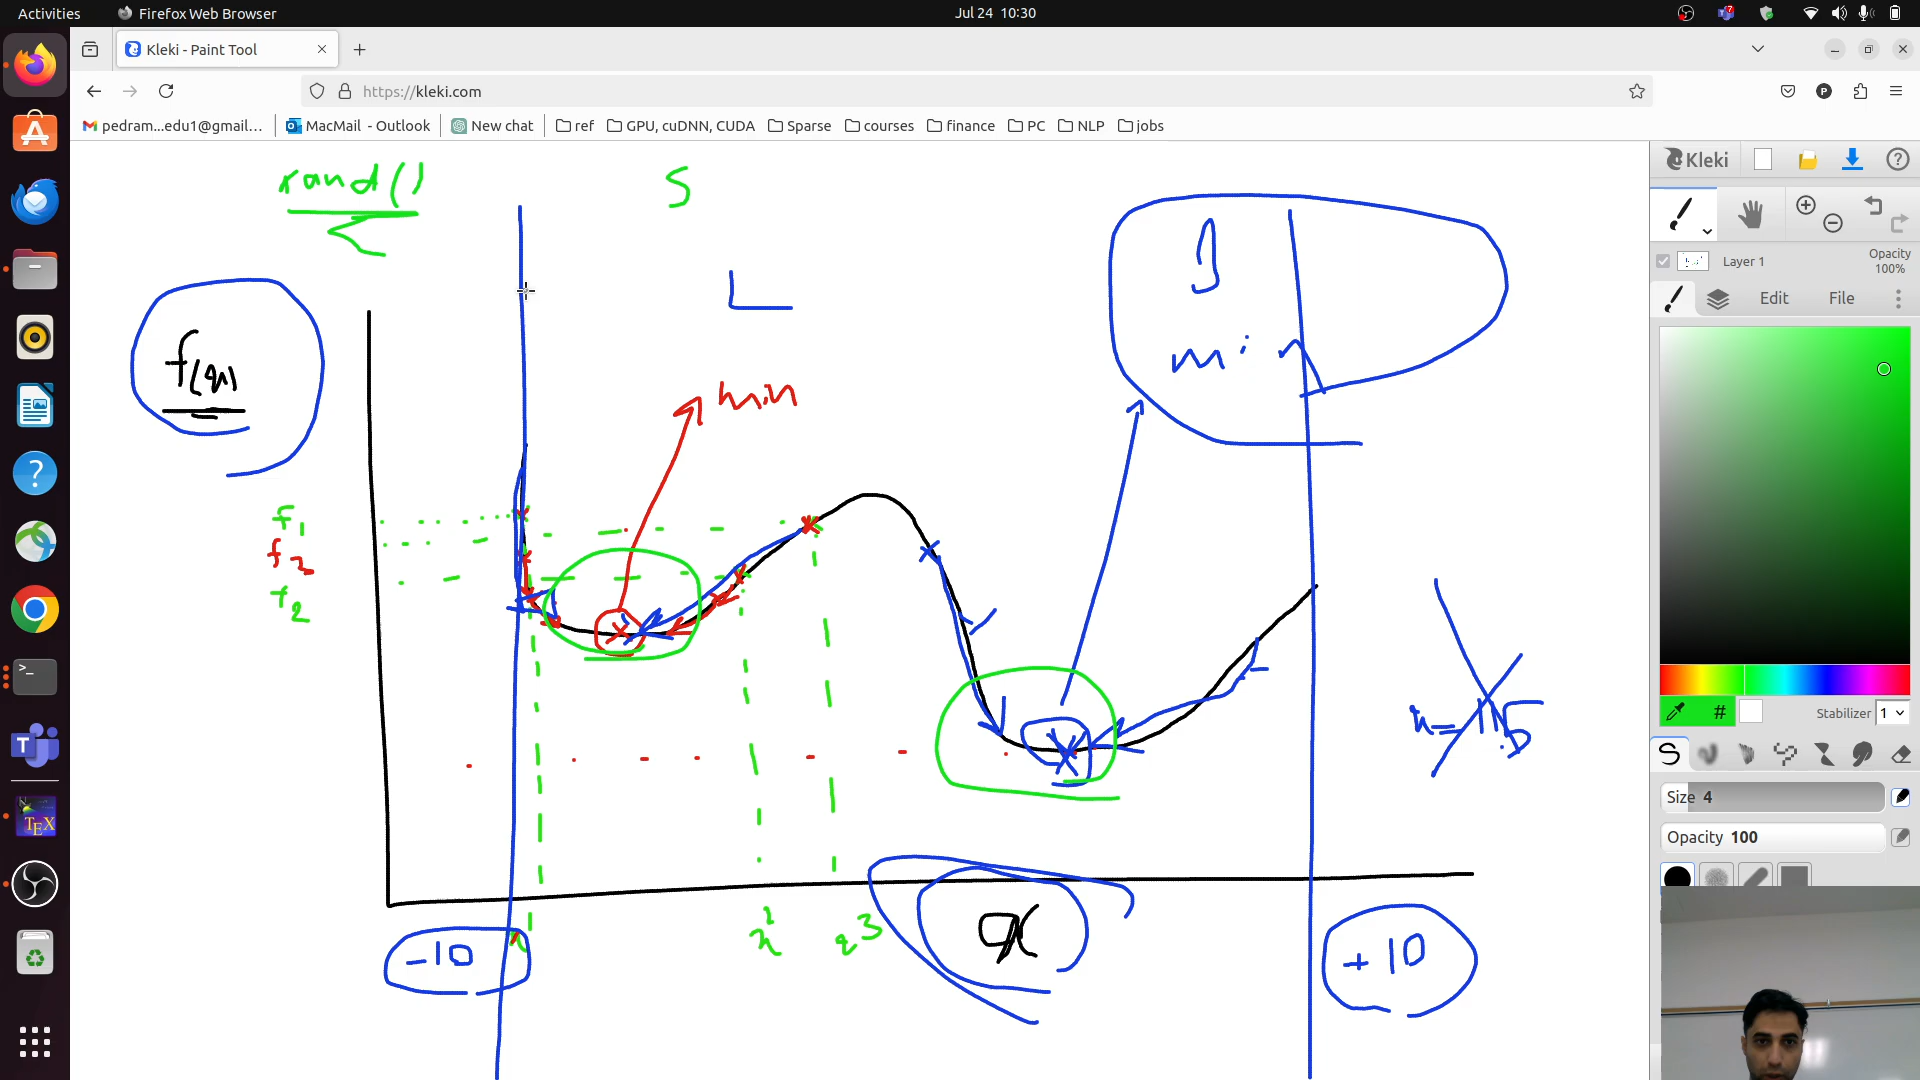 Activities
Firefox Web Browser
Jul 24 10:30
Kleki - Paint Tool
https://kleki.com
pedram...edu1@gmail...
MacMail - Outlook
New chat
ref
GPU, cuDNN, CUDA
Sparse
courses
finance
PC
NLP
jobs
rand()
S
L
g
min
f(x)
min
f1
f2
f2
x2
x3
x
-10
+10
Kleki
Layer 1
Opacity
100%
Edit
File
#
Stabilizer 1
Size 4
Opacity 100